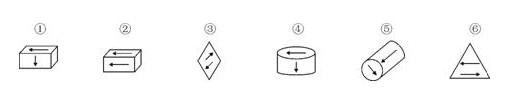 ① ② ③ ④ ⑤ ⑥